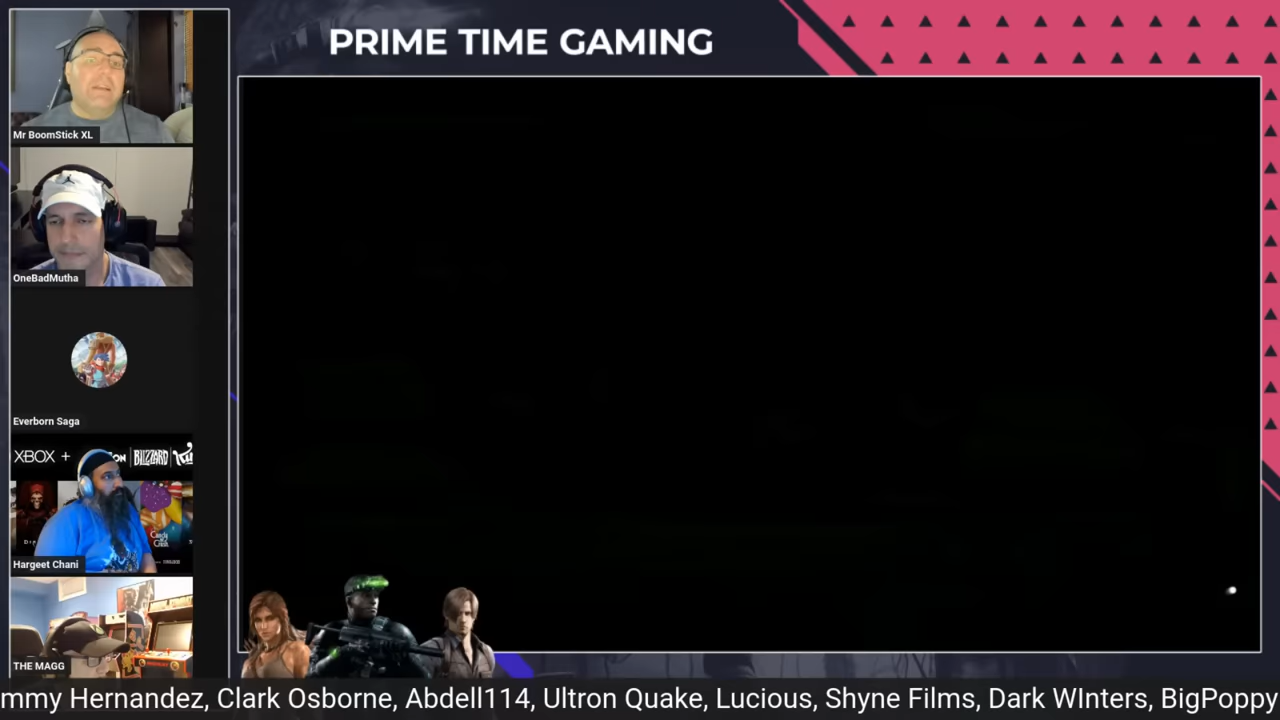 PRIME TIME GAMING
Mr BoomStick XL
OneBadMutha
Everborn Saga
XBOX +
ON | BLIZZARD
Hargeet Chani
THE MAGG
mmy Hernandez, Clark Osborne, Abdell114, Ultron Quake, Lucious, Shyne Films, Dark WInters, BigPoppy